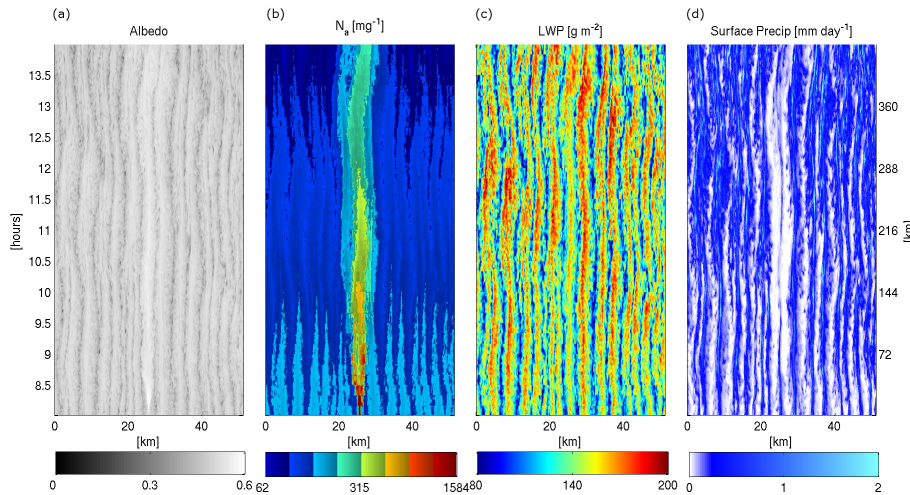 (a) (b) (c) (d)
Albedo Nₐ [mg⁻¹] LWP [g m⁻²] Surface Precip [mm day⁻¹]
13.5
13 360
12.5
12 288
11.5
11 216
10.5
10 144
9.5
9 72
8.5
[hours]
[km]
0 20 40 0 20 40 0 20 40 0 20 40
[km] [km] [km] [km]
0 0.3 0.6 62 315 1584 80 140 200 0 1 2